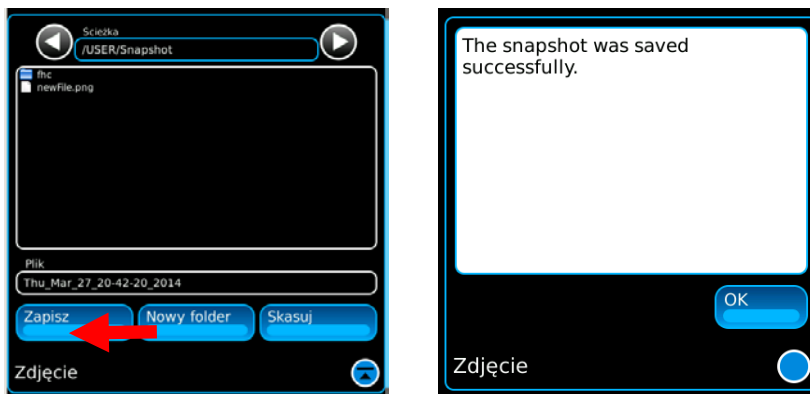 Ścieżka
/USER/Snapshot
fhc
newfile.png
Plik
Thu_Mar_27_20-42-20_2014
Zapisz Nowy folder Skasuj
Zdjęcie
The snapshot was saved
successfully.
OK
Zdjęcie